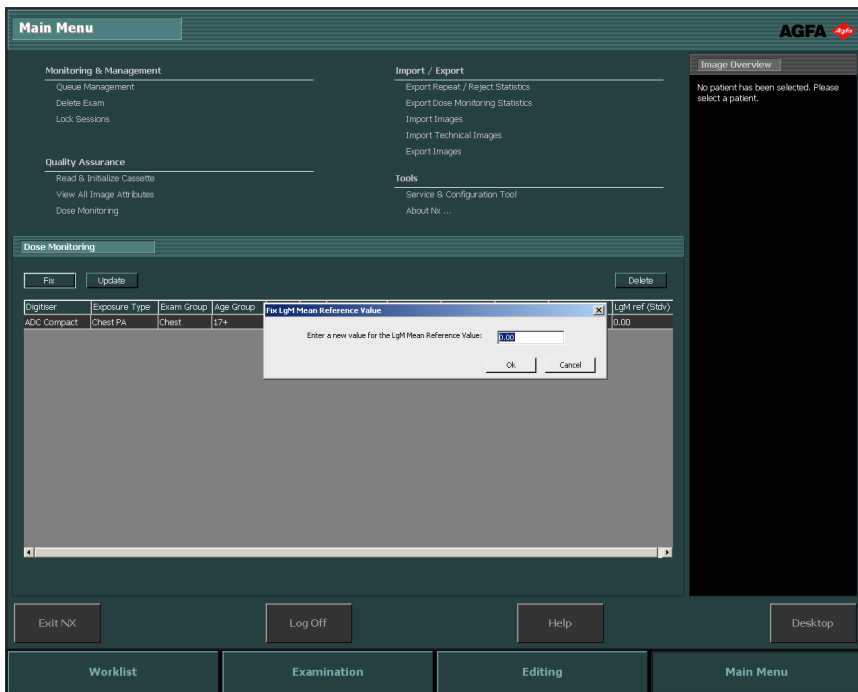 Main Menu
AGFA
Agfa
Monitoring & Management
Queue Management
Delete Exam
Lock Sessions
Quality Assurance
Read & Initialize Cassette
View All Image Attributes
Dose Monitoring
Import / Export
Export Repeat / Reject Statistics
Export Dose Monitoring Statistics
Import Images
Import Technical Images
Export Images
Tools
Service & Configuration Tool
About Nx ...
Image Overview
No patient has been selected. Please
select a patient.
Dose Monitoring
Fix Update Delete
Digitiser Exposure Type Exam Group Age Group LgM ref (Stdv)
ADC Compact Chest PA Chest 17+ 0.00
Fix LgM Mean Reference Value
Enter a new value for the LgM Mean Reference Value: 0.00
Ok Cancel
Exit NX Log Off Help Desktop
Worklist Examination Editing Main Menu